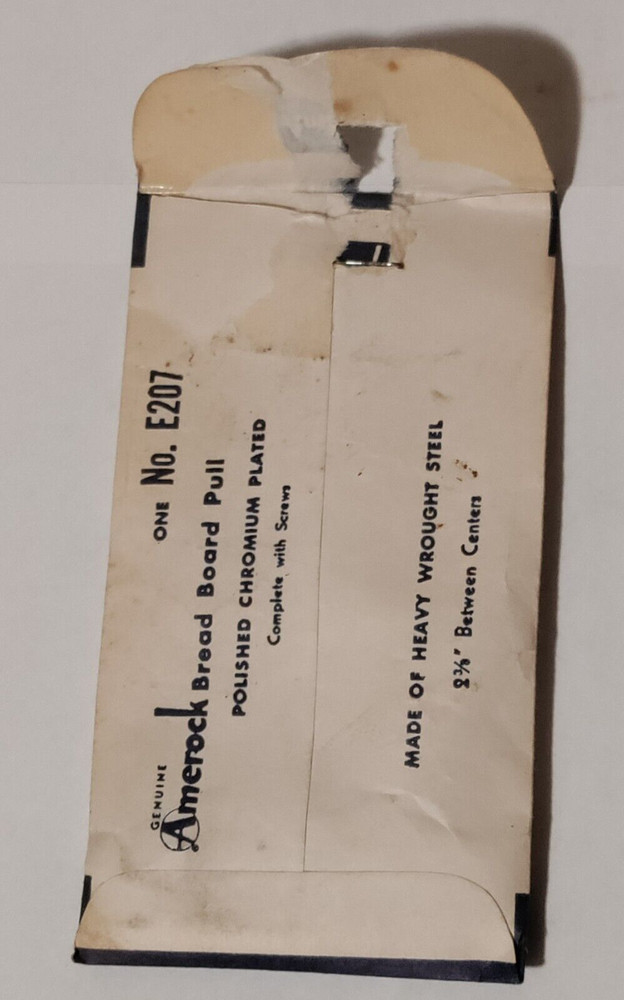 ONE No. E207
GENUINE
Amerock Bread Board Pull
POLISHED CHROMIUM PLATED
Complete with Screws
MADE OF HEAVY WROUGHT STEEL
2⅜" Between Centers